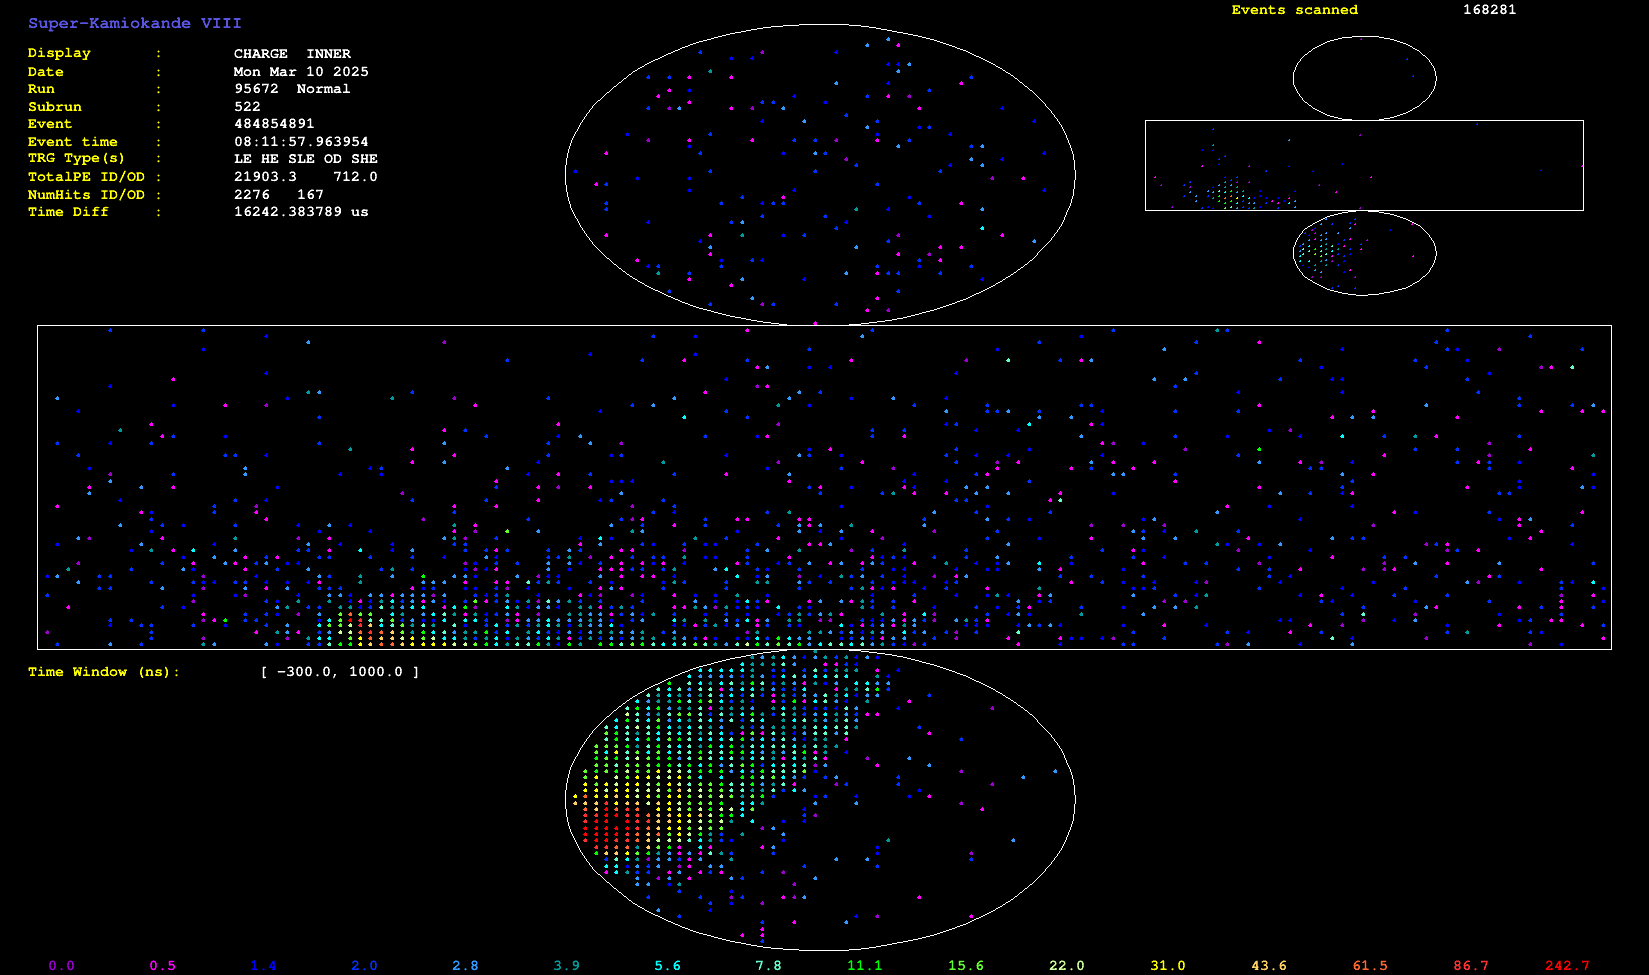 Super-Kamiokande VIII
Events scanned 168281
Display : CHARGE INNER
Date : Mon Mar 10 2025
Run : 95672 Normal
Subrun : 522
Event : 484854891
Event time : 08:11:57.963954
TRG Type(s) : LE HE SLE OD SHE
TotalPE ID/OD : 21903.3 712.0
NumHits ID/OD : 2276 167
Time Diff : 16242.383789 us
Time Window (ns): [ -300.0, 1000.0 ]
0.0 0.5 1.4 2.0 2.8 3.9 5.6 7.8 11.1 15.6 22.0 31.0 43.6 61.5 86.7 242.7